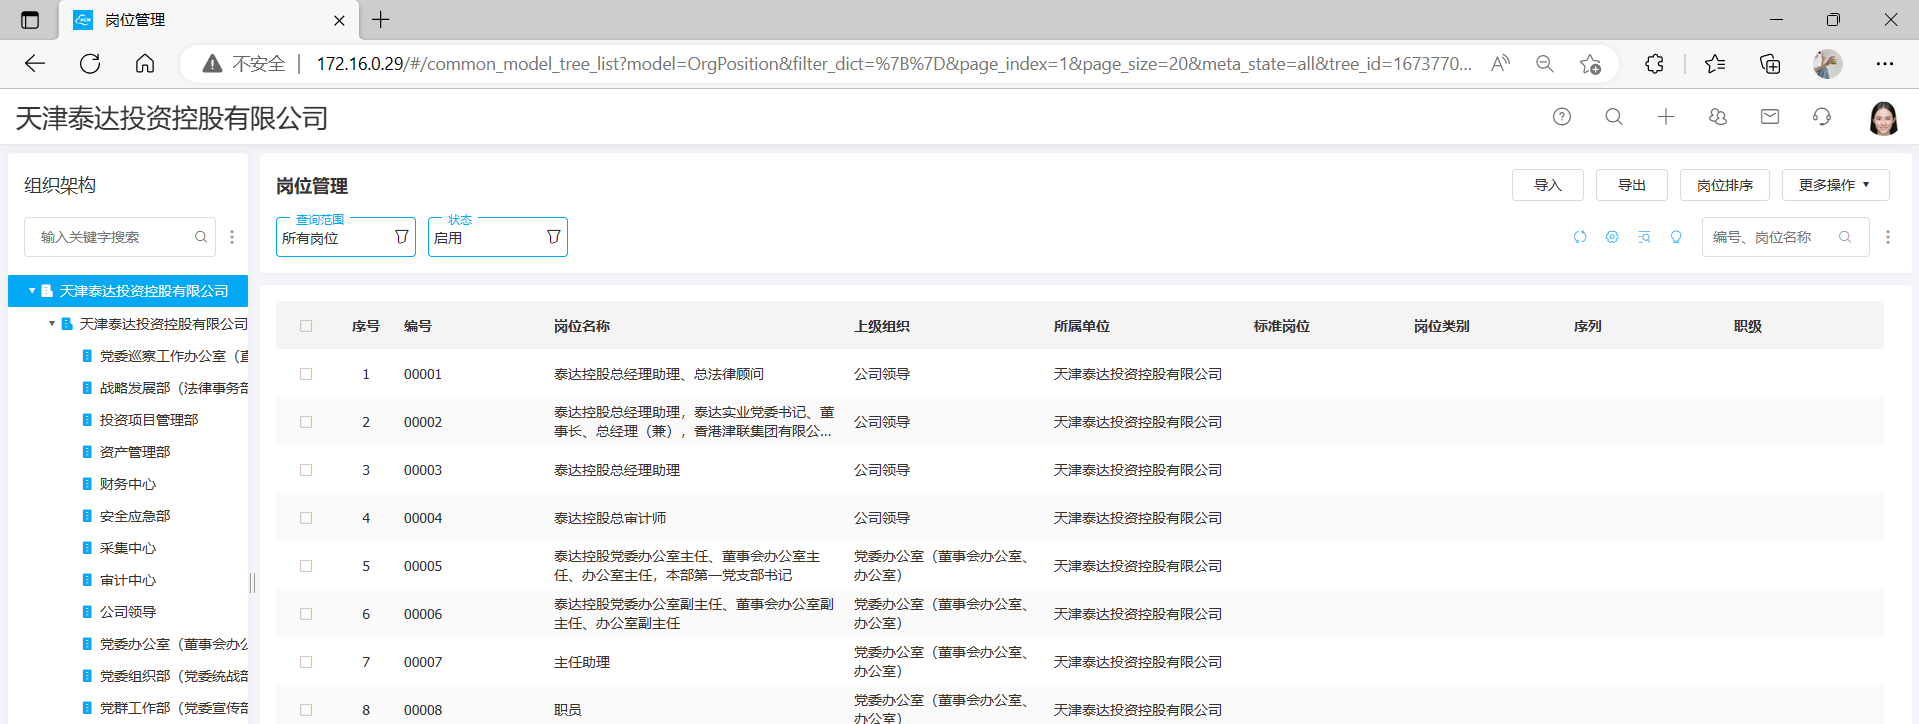 岗位管理
不安全
172.16.0.29/#/common_model_tree_list?model=OrgPosition&filter_dict=%7B%7D&page_index=1&page_size=20&meta_state=all&tree_id=1673770...
天津泰达投资控股有限公司
组织架构
输入关键字搜索
天津泰达投资控股有限公司
天津泰达投资控股有限公司
党委巡察工作办公室（直
战略发展部（法律事务部
投资项目管理部
资产管理部
财务中心
安全应急部
采集中心
审计中心
公司领导
党委办公室（董事会办公
党委组织部（党委统战部
党群工作部（党委宣传部
岗位管理
导入 导出 岗位排序 更多操作
查询范围 状态
所有岗位 启用
编号、岗位名称
序号 编号 岗位名称 上级组织 所属单位 标准岗位 岗位类别 序列 职级
1 00001 泰达控股总经理助理、总法律顾问 公司领导 天津泰达投资控股有限公司
2 00002 泰达控股总经理助理，泰达实业党委书记、董
事长、总经理（兼），香港津联集团有限公... 公司领导 天津泰达投资控股有限公司
3 00003 泰达控股总经理助理 公司领导 天津泰达投资控股有限公司
4 00004 泰达控股总审计师 公司领导 天津泰达投资控股有限公司
5 00005 泰达控股党委办公室主任、董事会办公室主 党委办公室（董事会办公室、 天津泰达投资控股有限公司
任、办公室主任，本部第一党支部书记 办公室）
6 00006 泰达控股党委办公室副主任、董事会办公室副 党委办公室（董事会办公室、 天津泰达投资控股有限公司
主任、办公室副主任 办公室）
7 00007 主任助理 党委办公室（董事会办公室、 天津泰达投资控股有限公司
办公室）
8 00008 职员 党委办公室（董事会办公室、 天津泰达投资控股有限公司
办公室）